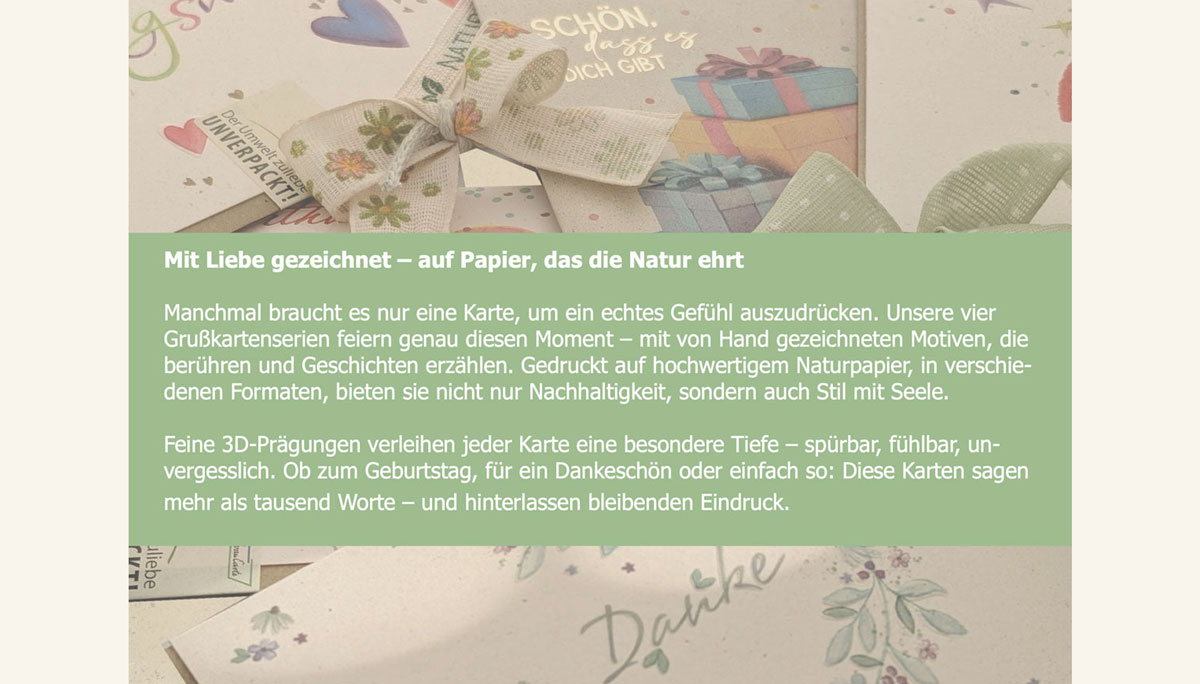 SCHÖN,
dass es
DICH GIBT
Der Umwelt zuliebe
UNVERPACKT!
Mit Liebe gezeichnet – auf Papier, das die Natur ehrt
Manchmal braucht es nur eine Karte, um ein echtes Gefühl auszudrücken. Unsere vier
Grußkartenserien feiern genau diesen Moment – mit von Hand gezeichneten Motiven, die
berühren und Geschichten erzählen. Gedruckt auf hochwertigem Naturpapier, in verschie-
denen Formaten, bieten sie nicht nur Nachhaltigkeit, sondern auch Stil mit Seele.
Feine 3D-Prägungen verleihen jeder Karte eine besondere Tiefe – spürbar, fühlbar, un-
vergesslich. Ob zum Geburtstag, für ein Dankeschön oder einfach so: Diese Karten sagen
mehr als tausend Worte – und hinterlassen bleibenden Eindruck.
Danke